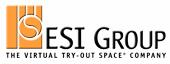 ESI GROUP
THE VIRTUAL TRY-OUT SPACE® COMPANY